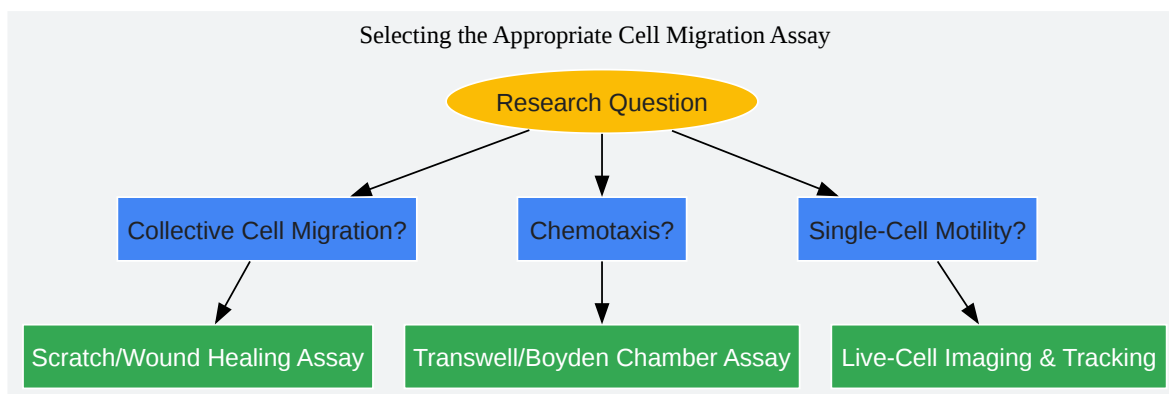 Selecting the Appropriate Cell Migration Assay
Research Question
Collective Cell Migration?
Chemotaxis?
Single-Cell Motility?
Scratch/Wound Healing Assay
Transwell/Boyden Chamber Assay
Live-Cell Imaging & Tracking